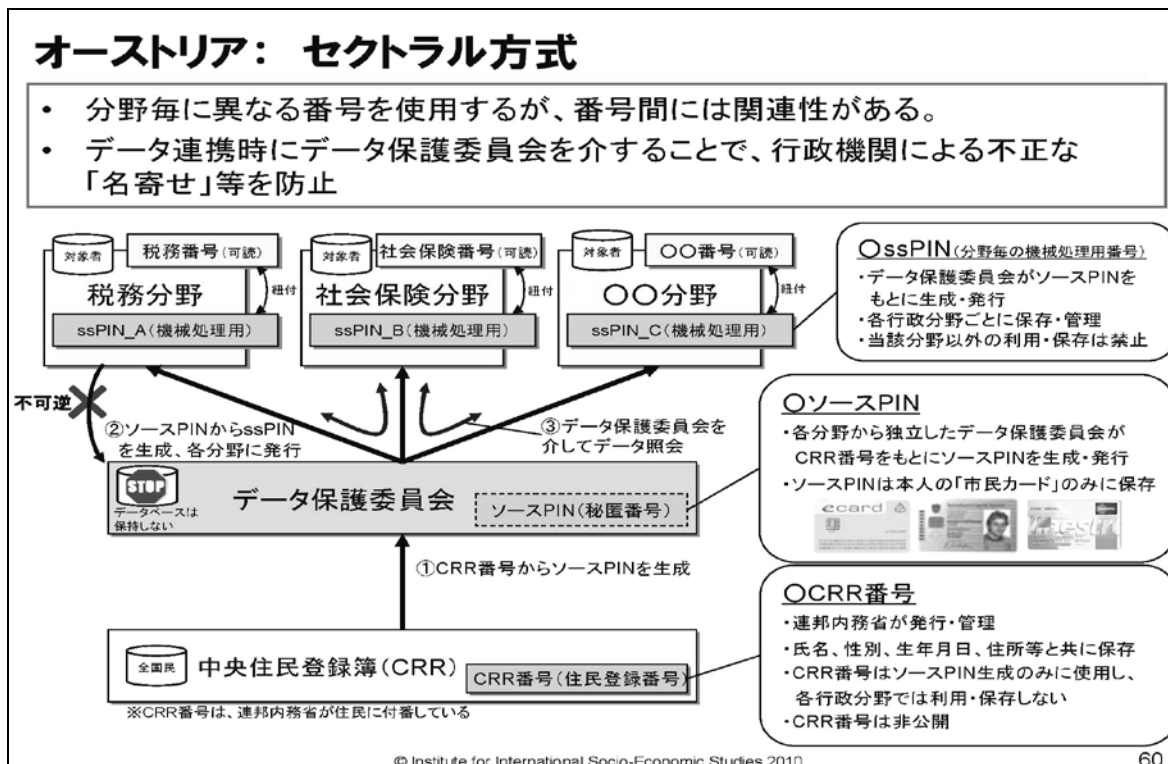 オーストリア： セクトラル方式
• 分野毎に異なる番号を使用するが、番号間には関連性がある。
• データ連携時にデータ保護委員会を介することで、行政機関による不正な
「名寄せ」等を防止
対象者
税務番号(可読)
税務分野
紐付
ssPIN_A(機械処理用)
対象者
社会保険番号(可読)
社会保険分野
紐付
ssPIN_B(機械処理用)
対象者
〇〇番号(可読)
〇〇分野
紐付
ssPIN_C(機械処理用)
〇ssPIN(分野毎の機械処理用番号)
・データ保護委員会がソースPINを
もとに生成・発行
・各行政分野ごとに保存・管理
・当該分野以外の利用・保存は禁止
不可逆
②ソースPINからssPIN
を生成、各分野に発行
③データ保護委員会を
介してデータ照会
STOP
データベースは
保持しない
データ保護委員会
ソースPIN(秘匿番号)
〇ソースPIN
・各分野から独立したデータ保護委員会が
CRR番号をもとにソースPINを生成・発行
・ソースPINは本人の「市民カード」のみに保存
ecard
①CRR番号からソースPINを生成
全国民
中央住民登録簿(CRR)
CRR番号(住民登録番号)
※CRR番号は、連邦内務省が住民に付番している
〇CRR番号
・連邦内務省が発行・管理
・氏名、性別、生年月日、住所等と共に保存
・CRR番号はソースPIN生成のみに使用し、
各行政分野では利用・保存しない
・CRR番号は非公開
© Institute for International Socio-Economic Studies 2010
60